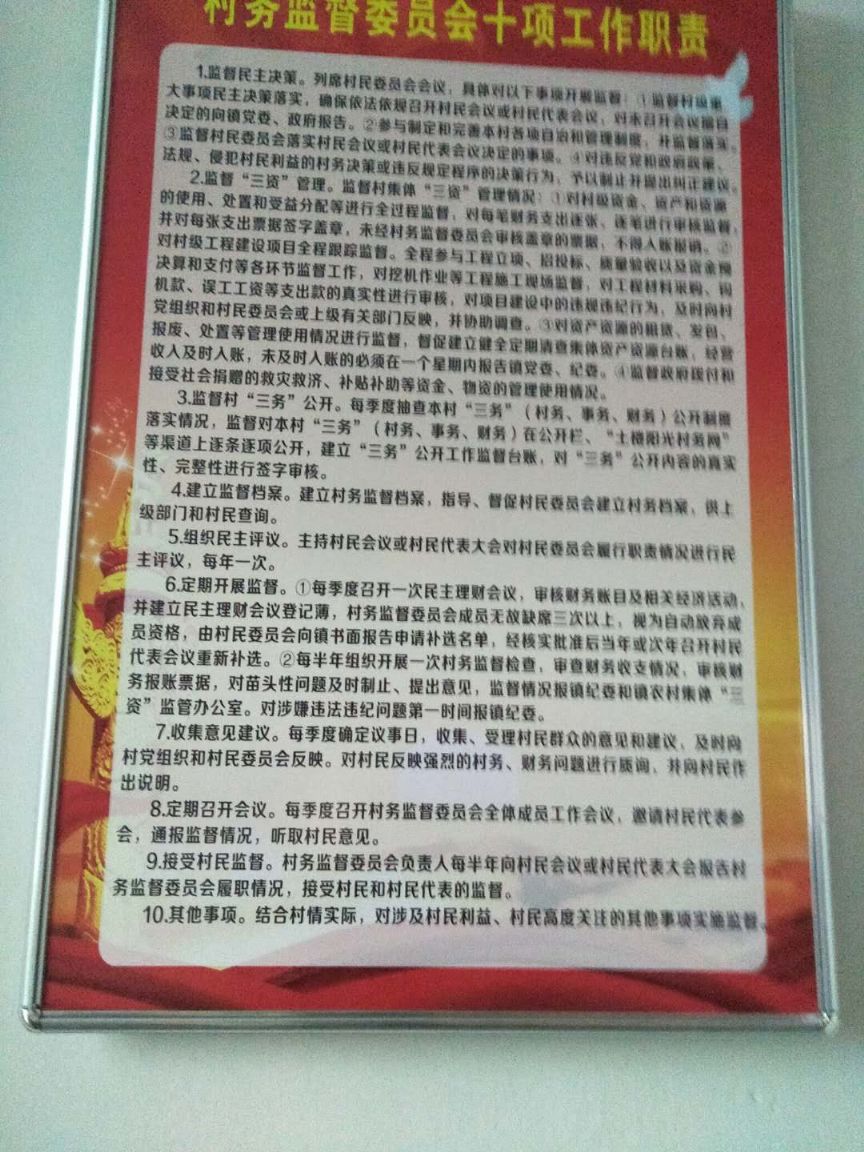 村务监督委员会十项工作职责
1.监督民主决策。列席村民委员会会议，具体对以下事项开展监督：①监督村级重
大事项民主决策落实，确保依法依规召开村民会议或村民代表会议，对未召开会议擅自
决定的向镇党委、政府报告。②参与制定和完善本村各项自治和管理制度，并监督落实。
③监督村民委员会落实村民会议或村民代表会议决定的事项。④对违反党和政府政策、
法规、侵犯村民利益的村务决策或违反规定程序的决策行为，予以制止并提出纠正建议。
2.监督“三资”管理。监督村集体“三资”管理情况：①对村级资金、资产和资源
的使用、处置和受益分配等进行全过程监督，对每笔财务支出逐张、逐笔进行审核监督，
并对每张支出票据签字盖章，未经村务监督委员会审核盖章的票据，不得入账报销。②
对村级工程建设项目全程跟踪监督。全程参与工程立项、招投标、质量验收以及资金预
决算和支付等各环节监督工作，对挖机作业等工程施工现场监督，对工程材料采购、钩
机款、误工工资等支出款的真实性进行审核，对项目建设中的违规违纪行为，及时向村
党组织和村民委员会或上级有关部门反映，并协助调查。③对资产资源的租赁、发包、
报废、处置等管理使用情况进行监督，督促建立健全定期清查集体资产资源台账，经营
收入及时入账，未及时入账的必须在一个星期内报告镇党委、纪委。④监督政府拨付和
接受社会捐赠的救灾救济、补贴补助等资金、物资的管理使用情况。
3.监督村“三务”公开。每季度抽查本村“三务”（村务、事务、财务）公开制度
落实情况，监督对本村“三务”（村务、事务、财务）在公开栏、“土楼阳光村务网”
等渠道上逐条逐项公开，建立“三务”公开工作监督台账，对“三务”公开内容的真实
性、完整性进行签字审核。
4.建立监督档案。建立村务监督档案，指导、督促村民委员会建立村务档案，供上
级部门和村民查询。
5.组织民主评议。主持村民会议或村民代表大会对村民委员会履行职责情况进行民
主评议，每年一次。
6.定期开展监督。①每季度召开一次民主理财会议，审核财务账目及相关经济活动，
并建立民主理财会议登记薄，村务监督委员会成员无故缺席三次以上，视为自动放弃成
员资格，由村民委员会向镇书面报告申请补选名单，经核实批准后当年或次年召开村民
代表会议重新补选。②每半年组织开展一次村务监督检查，审查财务收支情况，审核财
务报账票据，对苗头性问题及时制止、提出意见，监督情况报镇纪委和镇农村集体“三
资”监管办公室。对涉嫌违法违纪问题第一时间报镇纪委。
7.收集意见建议。每季度确定议事日，收集、受理村民群众的意见和建议，及时向
村党组织和村民委员会反映。对村民反映强烈的村务、财务问题进行质询，并向村民作
出说明。
8.定期召开会议。每季度召开村务监督委员会全体成员工作会议，邀请村民代表参
会，通报监督情况，听取村民意见。
9.接受村民监督。村务监督委员会负责人每半年向村民会议或村民代表大会报告村
务监督委员会履职情况，接受村民和村民代表的监督。
10.其他事项。结合村情实际，对涉及村民利益、村民高度关注的其他事项实施监督。